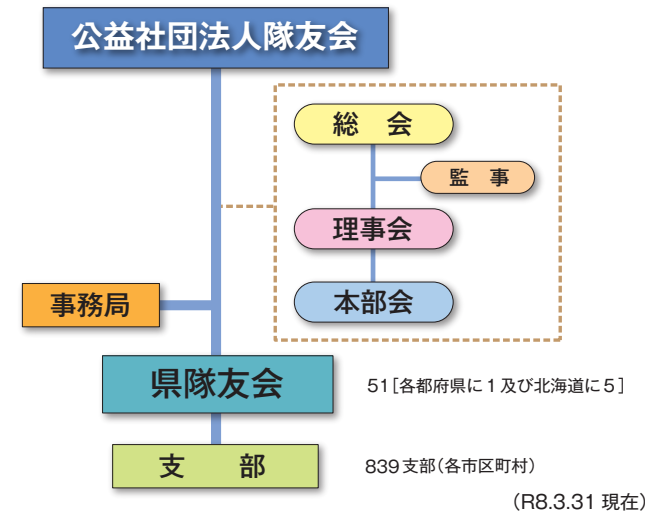 公益社団法人隊友会
総　会
監　事
理事会
本部会
事務局
県隊友会
51[各都府県に1及び北海道に5]
支　部
839支部(各市区町村)
(R8.3.31 現在)